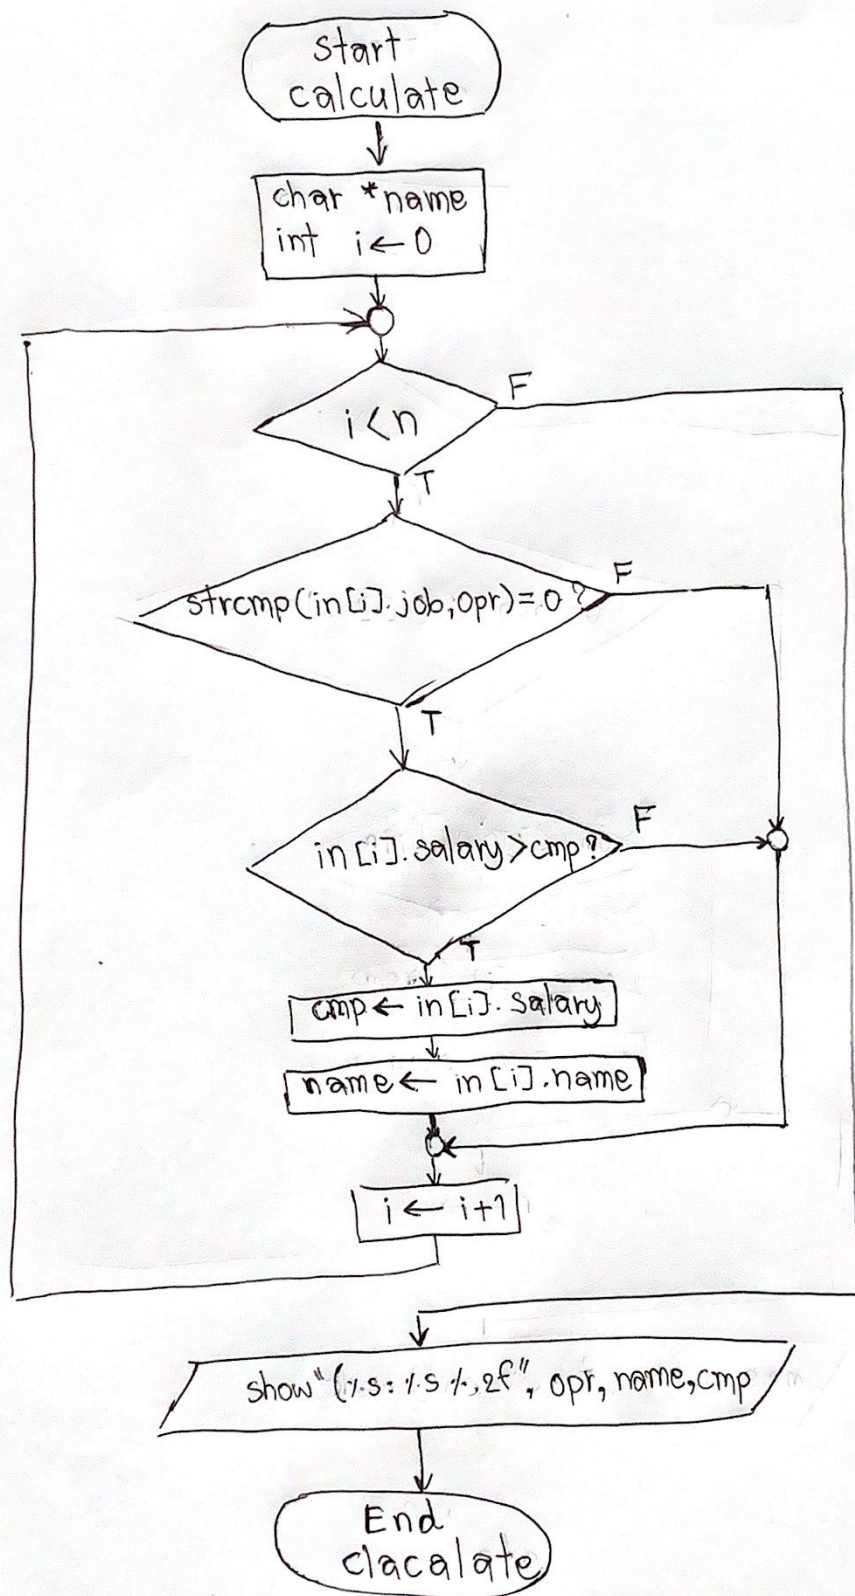 Start
calculate
char *name
int i ← 0
i < n
F
T
strcmp(in[i].job,opr)=0?
F
T
in[i].salary>cmp?
F
T
cmp ← in[i].salary
name ← in[i].name
i ← i+1
show"(%s: %s %.2f", opr, name,cmp
End
clacalate